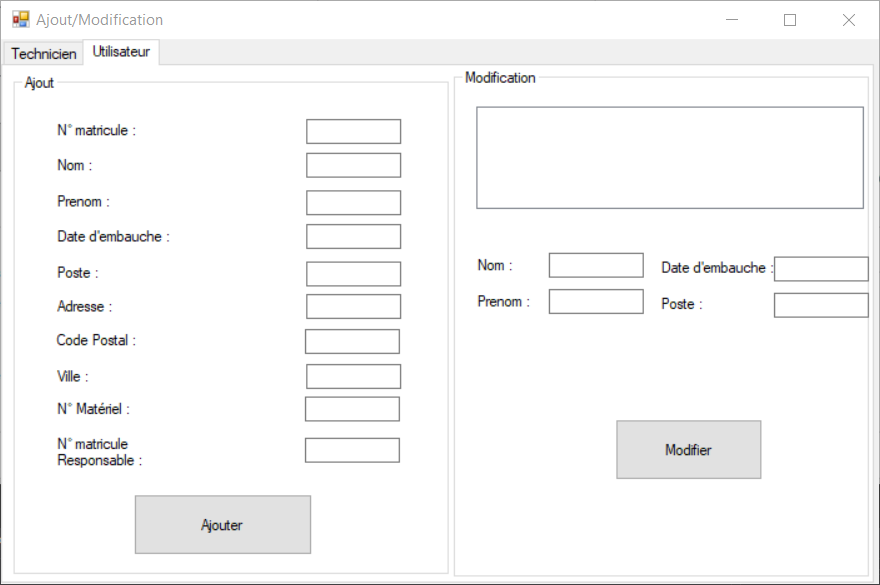 Ajout/Modification
Technicien
Utilisateur
Ajout
N° matricule :
Nom :
Prenom :
Date d'embauche :
Poste :
Adresse :
Code Postal :
Ville :
N° Matériel :
N° matricule
Responsable :
Ajouter
Modification
Nom :
Date d'embauche :
Prenom :
Poste :
Modifier